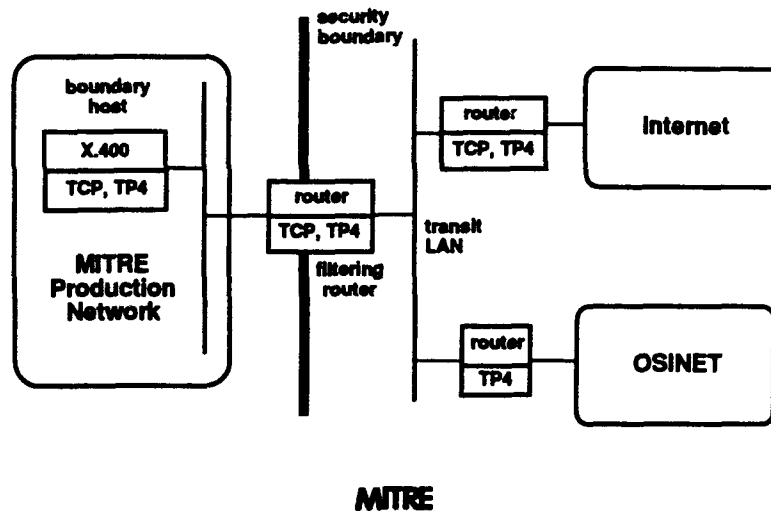 security
boundary
boundary
host
X.400
TCP, TP4
MITRE
Production
Network
router
TCP, TP4
filtering
router
transit
LAN
router
TCP, TP4
Internet
router
TP4
OSINET
MITRE